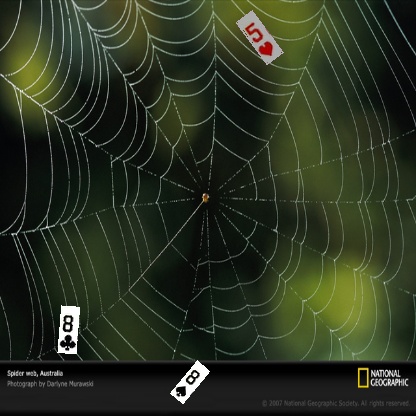 5
8
8
Spider web, Australia
Photograph by Darlyne Murawski
NATIONAL
GEOGRAPHIC
© 2007 National Geographic Society. All rights reserved.